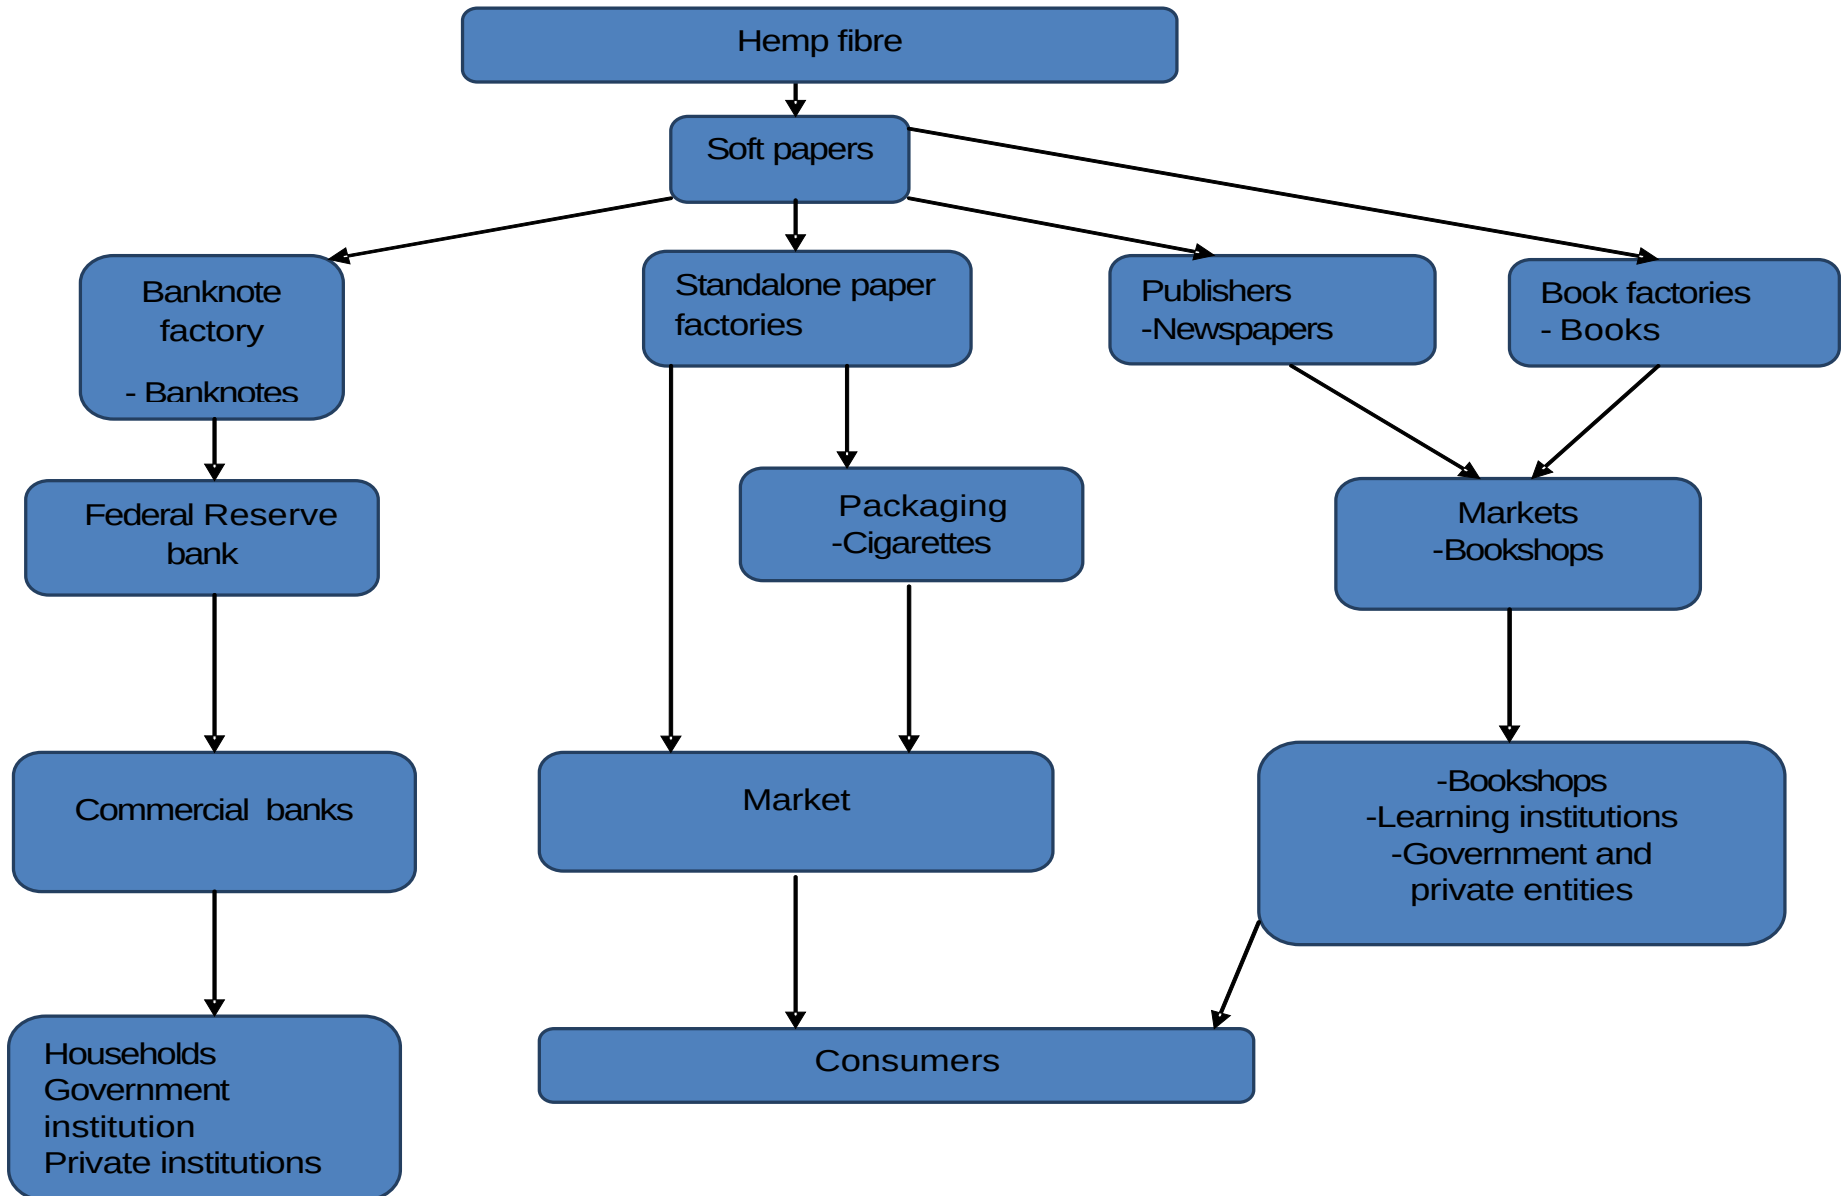 Hemp fibre
Soft papers
Banknote
factory
- Banknotes
Standalone paper
factories
Publishers
-Newspapers
Book factories
- Books
Federal Reserve
bank
Packaging
-Cigarettes
Markets
-Bookshops
Commercial  banks
Market
-Bookshops
-Learning institutions
-Government and
private entities
Households
Government
institution
Private institutions
Consumers